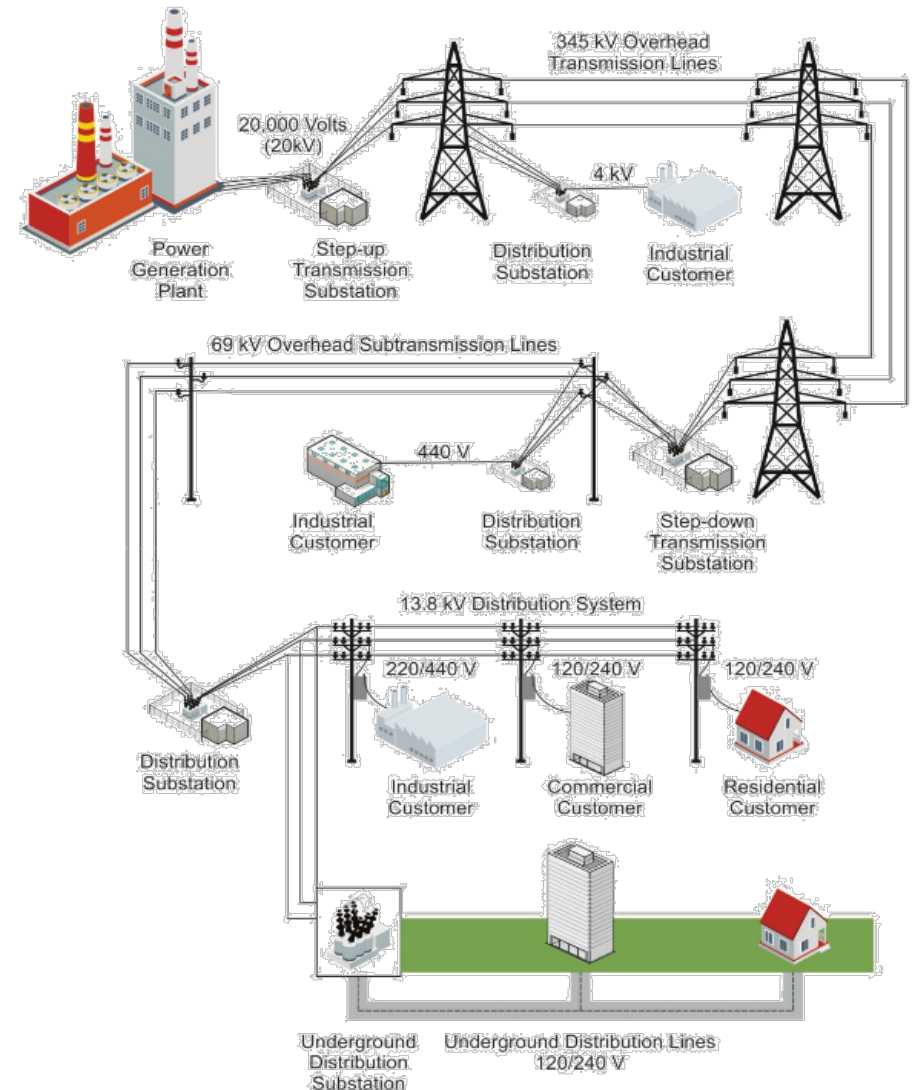 345 kV Overhead
Transmission Lines
20,000 Volts
(20kV)
4 kV
Power
Generation
Plant
Step-up
Transmission
Substation
Distribution
Substation
Industrial
Customer
69 kV Overhead Subtransmission Lines
440 V
Industrial
Customer
Distribution
Substation
Step-down
Transmission
Substation
13.8 kV Distribution System
220/440 V
120/240 V
120/240 V
Distribution
Substation
Industrial
Customer
Commercial
Customer
Residential
Customer
Underground
Distribution
Substation
Underground Distribution Lines
120/240 V